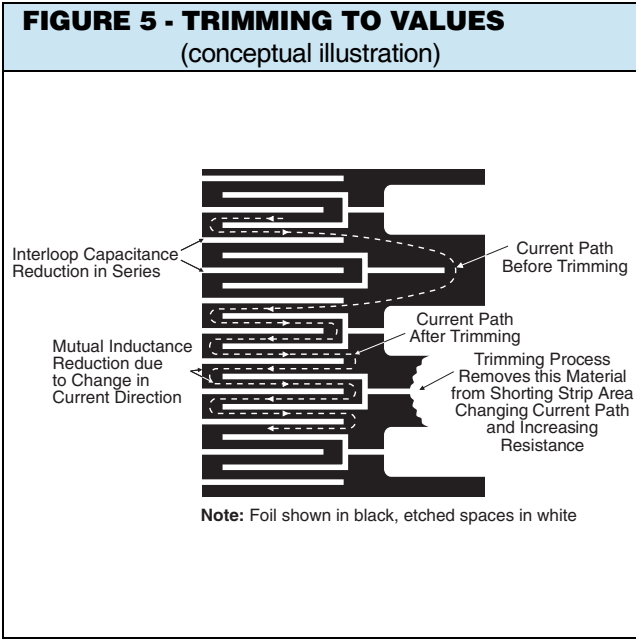 FIGURE 5 - TRIMMING TO VALUES
(conceptual illustration)
Interloop Capacitance
Reduction in Series
Current Path
Before Trimming
Mutual Inductance
Reduction due
to Change in
Current Direction
Current Path
After Trimming
Trimming Process
Removes this Material
from Shorting Strip Area
Changing Current Path
and Increasing
Resistance
Note: Foil shown in black, etched spaces in white